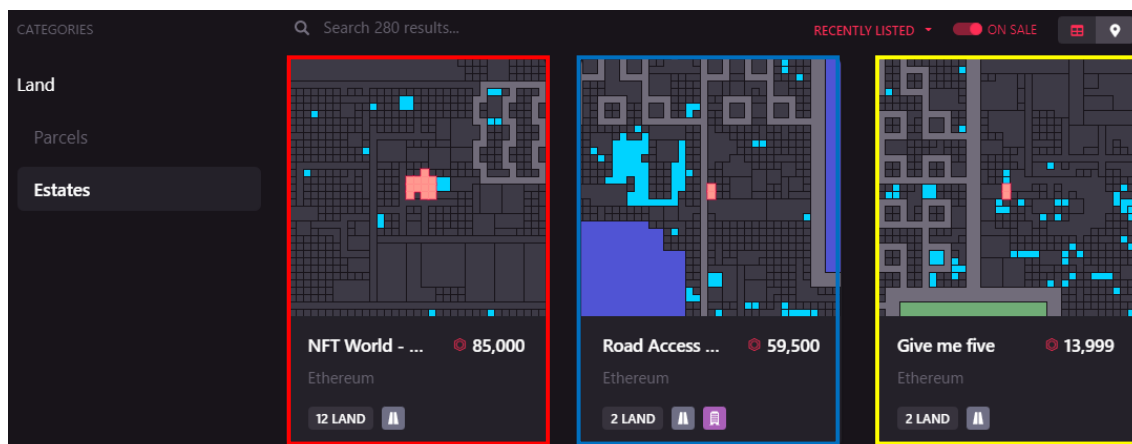 CATEGORIES
Search 280 results...
RECENTLY LISTED
ON SALE
Land
Parcels
Estates
NFT World - ... 85,000
Ethereum
12 LAND
Road Access ... 59,500
Ethereum
2 LAND
Give me five 13,999
Ethereum
2 LAND